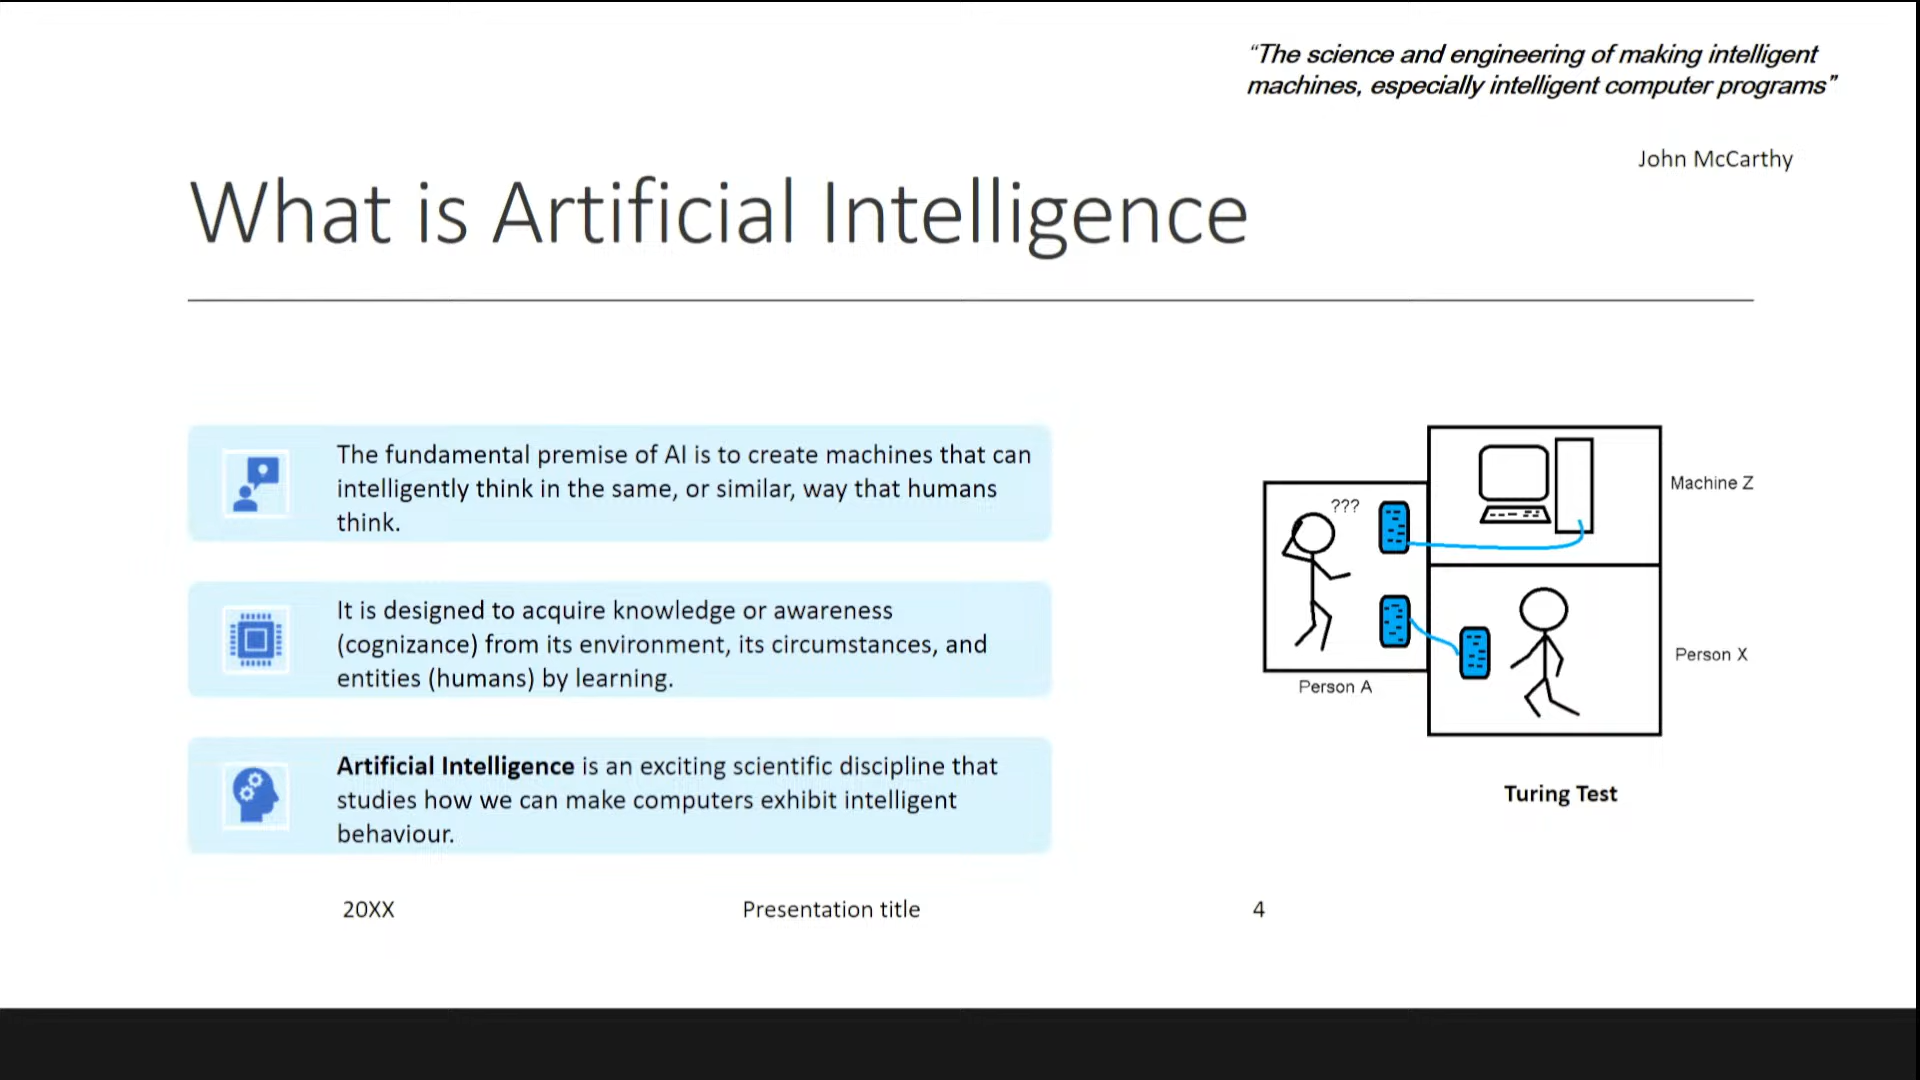 “The science and engineering of making intelligent
machines, especially intelligent computer programs”
John McCarthy
What is Artificial Intelligence
The fundamental premise of AI is to create machines that can
intelligently think in the same, or similar, way that humans
think.
It is designed to acquire knowledge or awareness
(cognizance) from its environment, its circumstances, and
entities (humans) by learning.
Artificial Intelligence is an exciting scientific discipline that
studies how we can make computers exhibit intelligent
behaviour.
???
Machine Z
Person X
Person A
Turing Test
20XX
Presentation title
4